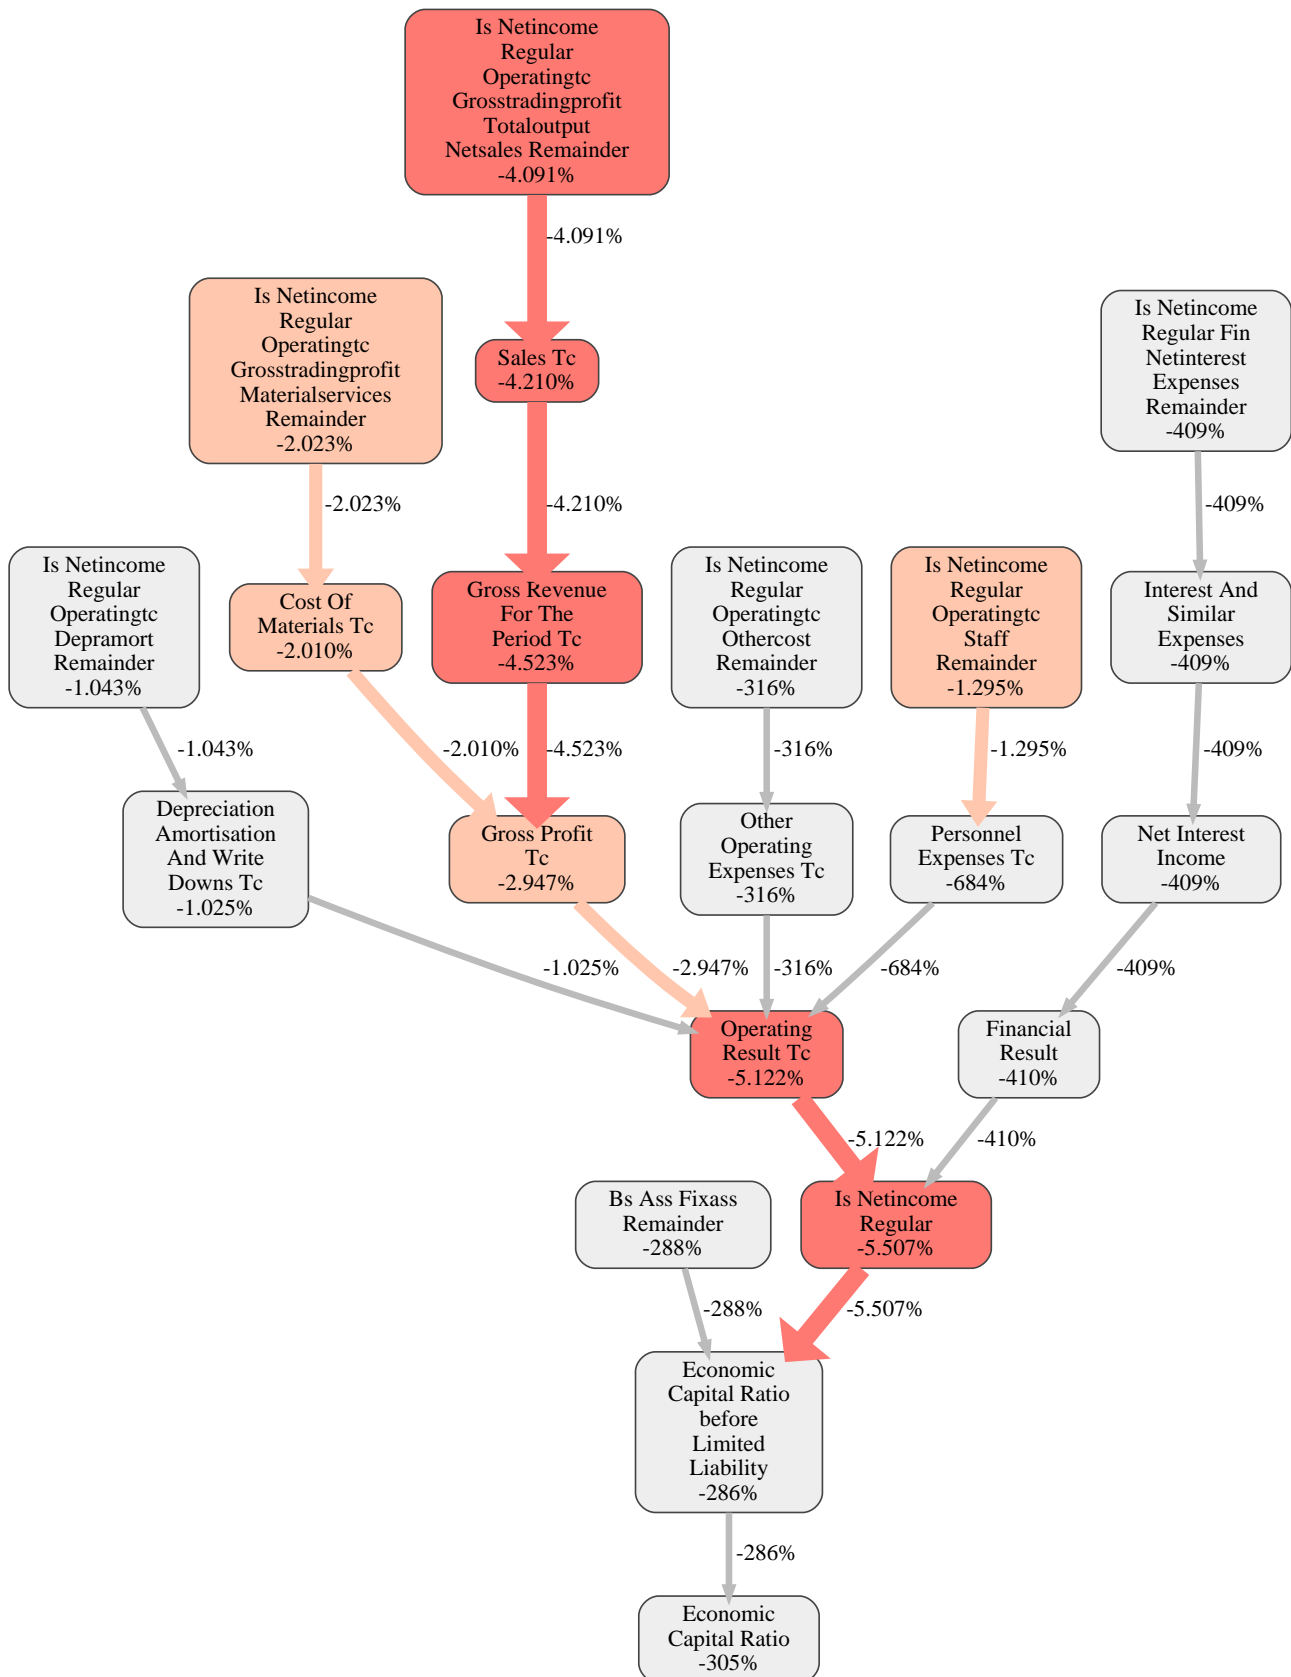 Is Netincome
Regular
Operatingtc
Grosstradingprofit
Totaloutput
Netsales Remainder
-4.091%
-4.091%
Is Netincome
Regular
Operatingtc
Grosstradingprofit
Materialservices
Remainder
-2.023%
Is Netincome
Regular Fin
Netinterest
Expenses
Remainder
-409%
Sales Tc
-4.210%
-2.023%
-4.210%
-409%
Is Netincome
Regular
Operatingtc
Depramort
Remainder
-1.043%
Cost Of
Materials Tc
-2.010%
Gross Revenue
For The
Period Tc
-4.523%
Is Netincome
Regular
Operatingtc
Othercost
Remainder
-316%
Is Netincome
Regular
Operatingtc
Staff
Remainder
-1.295%
Interest And
Similar
Expenses
-409%
-1.043%
-2.010%
-4.523%
-316%
-1.295%
-409%
Depreciation
Amortisation
And Write
Downs Tc
-1.025%
Gross Profit
Tc
-2.947%
Other
Operating
Expenses Tc
-316%
Personnel
Expenses Tc
-684%
Net Interest
Income
-409%
-1.025%
-2.947%
-316%
-684%
-409%
Operating
Result Tc
-5.122%
Financial
Result
-410%
-5.122%
-410%
Bs Ass Fixass
Remainder
-288%
Is Netincome
Regular
-5.507%
-288%
-5.507%
Economic
Capital Ratio
before
Limited
Liability
-286%
-286%
Economic
Capital Ratio
-305%